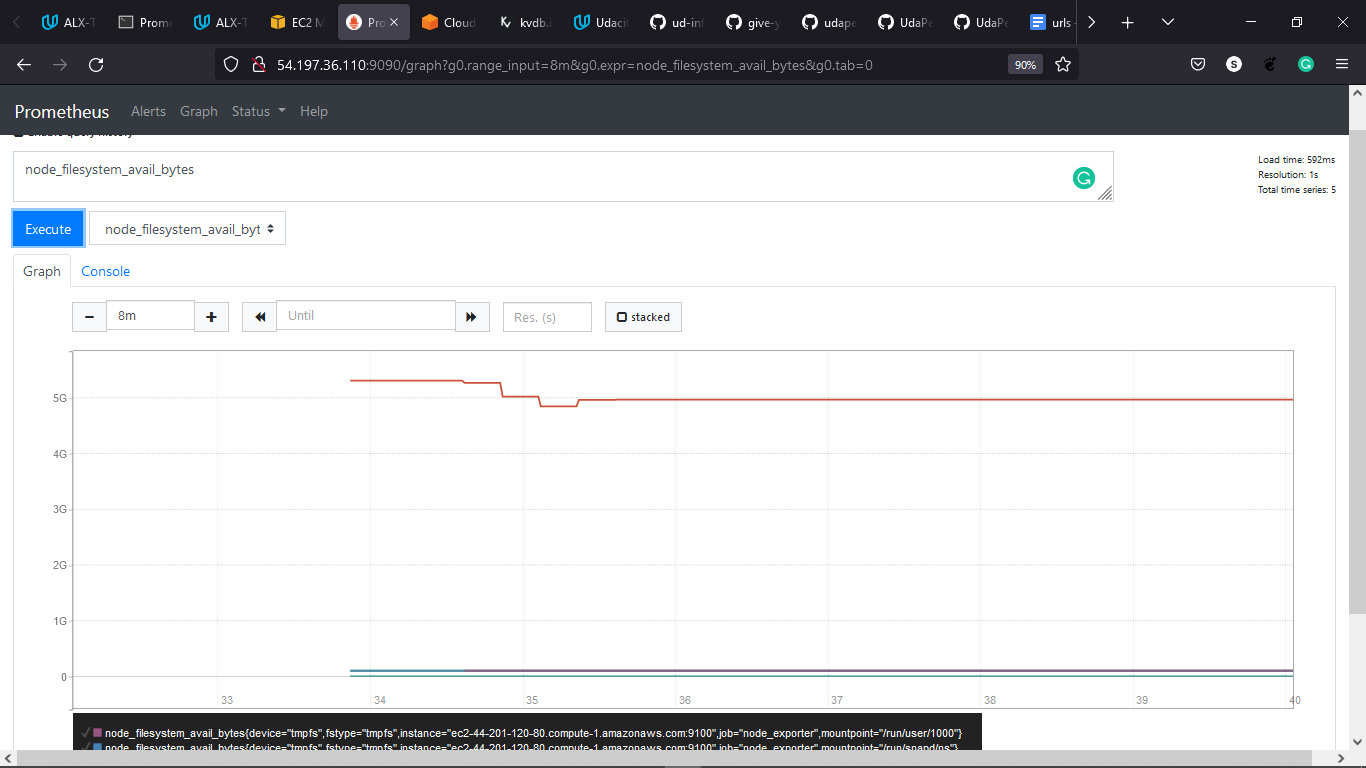 ALX-T
Prome
ALX-T
EC2 M
Pro
Cloud
kvdb.i
Udacit
ud-inf
give-y
udape
UdaPe
UdaPe
urls -
54.197.36.110:9090/graph?g0.range_input=8m&g0.expr=node_filesystem_avail_bytes&g0.tab=0
90%
S
Prometheus
Alerts
Graph
Status
Help
Enable query history
node_filesystem_avail_bytes
Load time: 592ms
Resolution: 1s
Total time series: 5
Execute
node_filesystem_avail_byt
Graph
Console
8m
Until
Res. (s)
stacked
5G
4G
3G
2G
1G
0
33 34 35 36 37 38 39 40
node_filesystem_avail_bytes{device="tmpfs",fstype="tmpfs",instance="ec2-44-201-120-80.compute-1.amazonaws.com:9100",job="node_exporter",mountpoint="/run/user/1000"}
node_filesystem_avail_bytes{device="tmpfs",fstype="tmpfs",instance="ec2-44-201-120-80.compute-1.amazonaws.com:9100",job="node_exporter",mountpoint="/run/snapd/ns"}